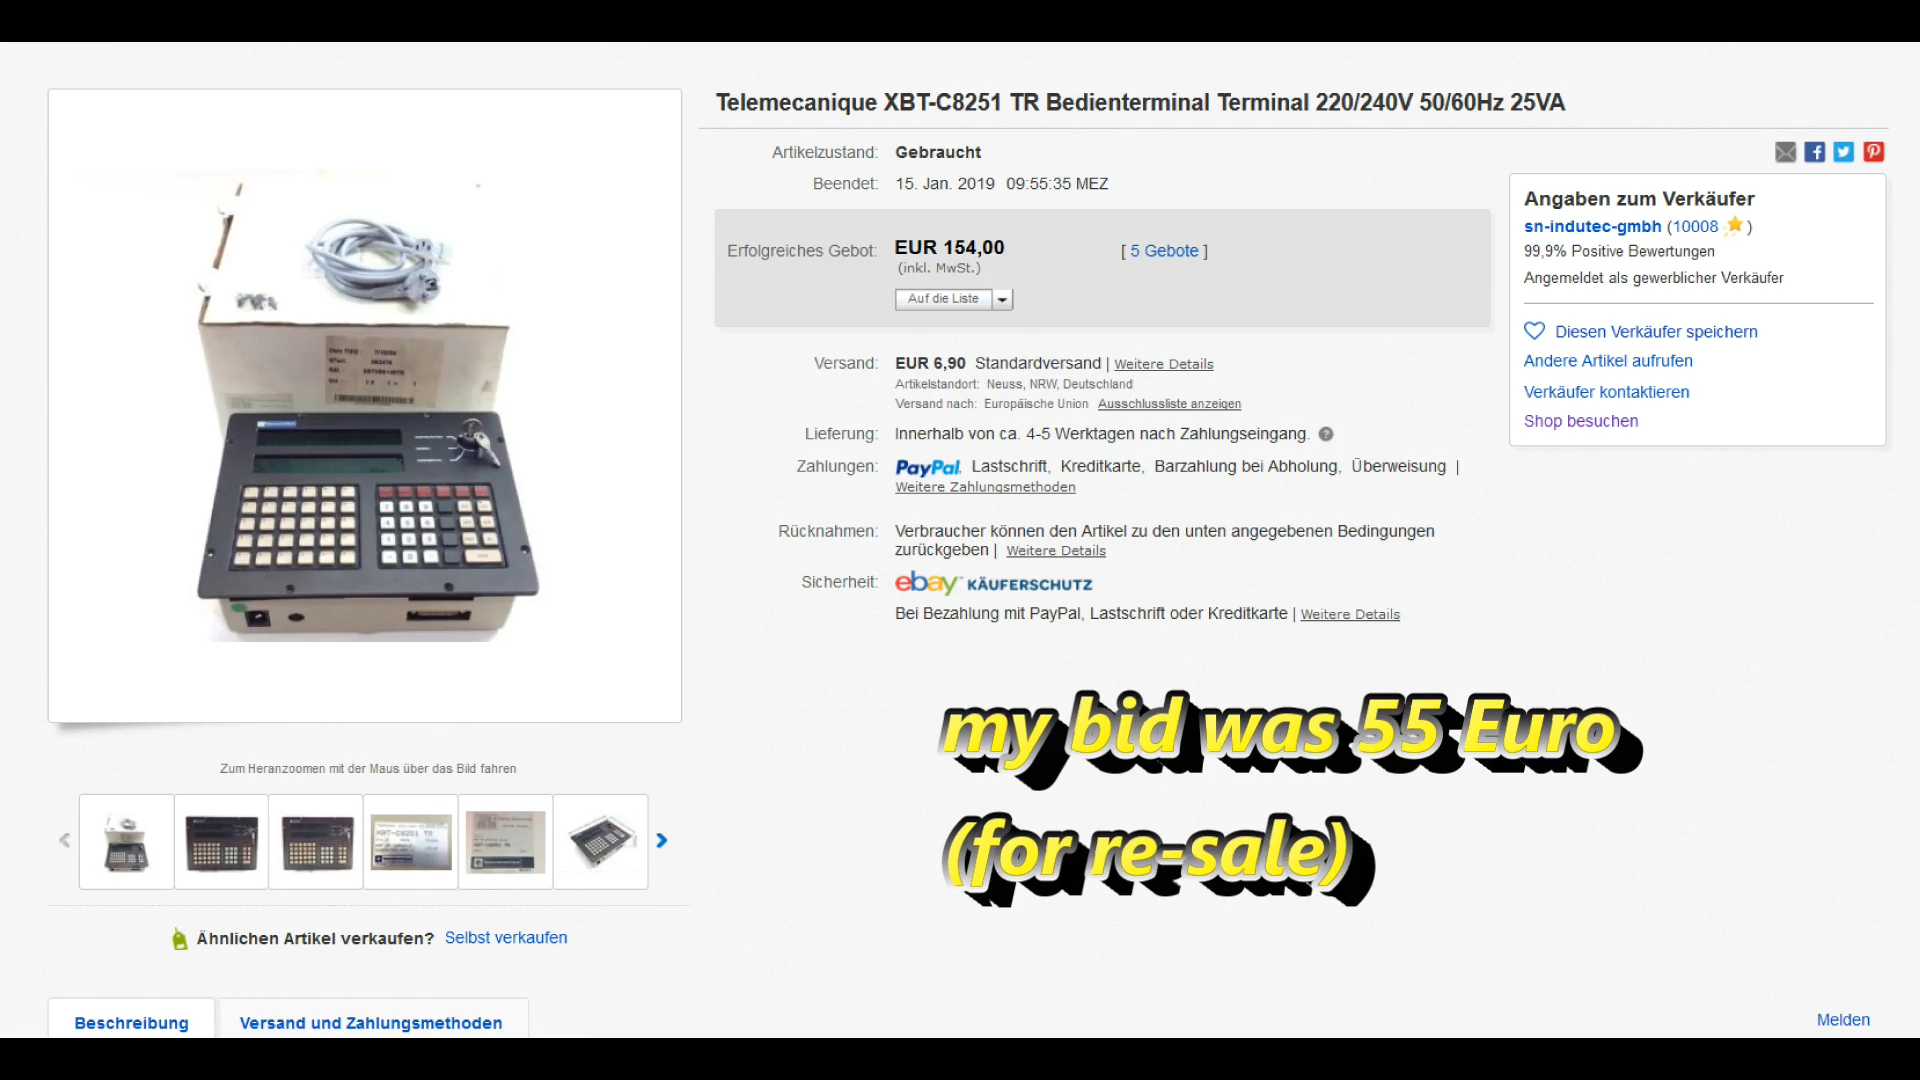 Telemecanique XBT-C8251 TR Bedienterminal Terminal 220/240V 50/60Hz 25VA
Artikelzustand: Gebraucht
Beendet: 15. Jan. 2019 09:55:35 MEZ
Erfolgreiches Gebot: EUR 154,00 [ 5 Gebote ]
(inkl. MwSt.)
Auf die Liste
Versand: EUR 6,90 Standardversand | Weitere Details
Artikelstandort: Neuss, NRW, Deutschland
Versand nach: Europäische Union Ausschlussliste anzeigen
Lieferung: Innerhalb von ca. 4-5 Werktagen nach Zahlungseingang. ?
Zahlungen: PayPal, Lastschrift, Kreditkarte, Barzahlung bei Abholung, Überweisung |
Weitere Zahlungsmethoden
Rücknahmen: Verbraucher können den Artikel zu den unten angegebenen Bedingungen
zurückgeben | Weitere Details
Sicherheit: ebay KÄUFERSCHUTZ
Bei Bezahlung mit PayPal, Lastschrift oder Kreditkarte | Weitere Details
Angaben zum Verkäufer
sn-indutec-gmbh (10008)
99,9% Positive Bewertungen
Angemeldet als gewerblicher Verkäufer
Diesen Verkäufer speichern
Andere Artikel aufrufen
Verkäufer kontaktieren
Shop besuchen
my bid was 55 Euro
(for re-sale)
Zum Heranzoomen mit der Maus über das Bild fahren
XBT-C8251 TR
Ähnlichen Artikel verkaufen? Selbst verkaufen
Beschreibung
Versand und Zahlungsmethoden
Melden